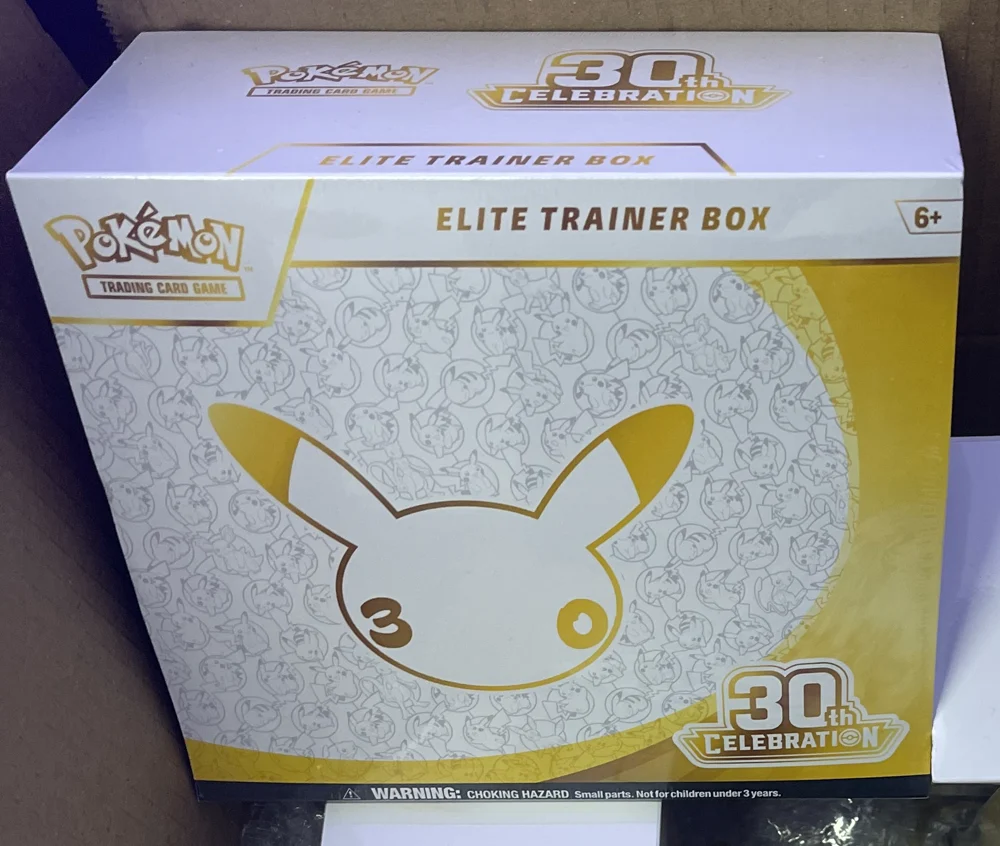 POKéMON
TRADING CARD GAME
30th
CELEBRATION
ELITE TRAINER BOX
POKéMON
TRADING CARD GAME
ELITE TRAINER BOX
6+
30
30th
CELEBRATION
WARNING: CHOKING HAZARD Small parts. Not for children under 3 years.